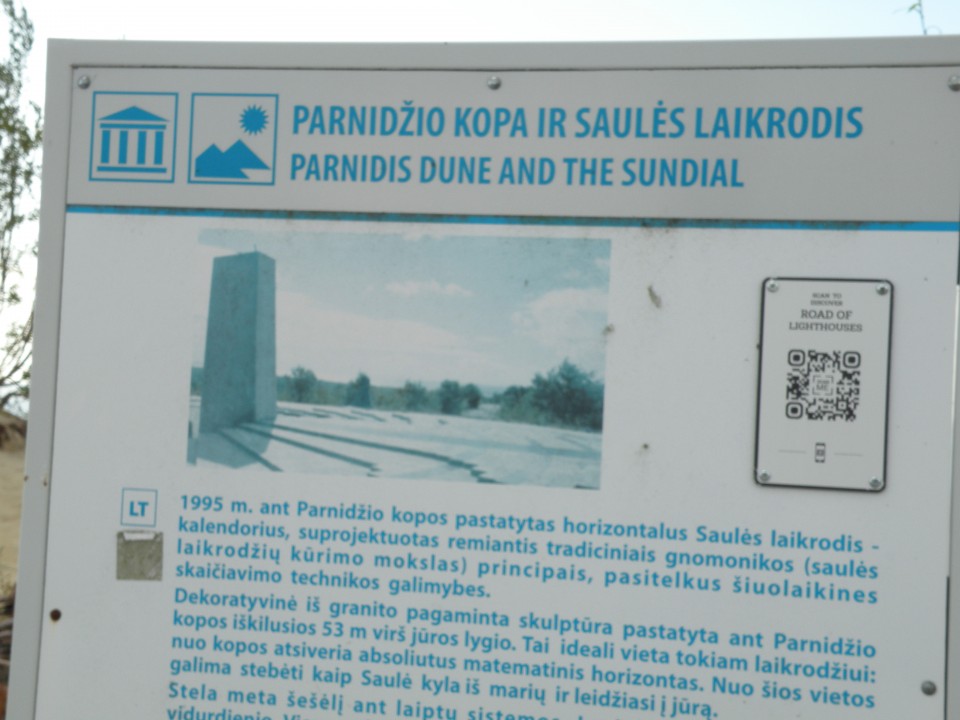 PARNIDŽIO KOPA IR SAULĖS LAIKRODIS
PARNIDIS DUNE AND THE SUNDIAL
SCAN TO
DISCOVER
ROAD OF
LIGHTHOUSES
LT
1995 m. ant Parnidžio kopos pastatytas horizontalus Saulės laikrodis -
kalendorius, suprojektuotas remiantis tradiciniais gnomonikos (saulės
laikrodžių kūrimo mokslas) principais, pasitelkus šiuolaikines
skaičiavimo technikos galimybes.
Dekoratyvinė iš granito pagaminta skulptūra pastatyta ant Parnidžio
kopos iškilusios 53 m virš jūros lygio. Tai ideali vieta tokiam laikrodžiui:
nuo kopos atsiveria absoliutus matematinis horizontas. Nuo šios vietos
galima stebėti kaip Saulė kyla iš marių ir leidžiasi į jūrą.
Stela meta šešėlį ant laiptų sistemos
vidurdienio